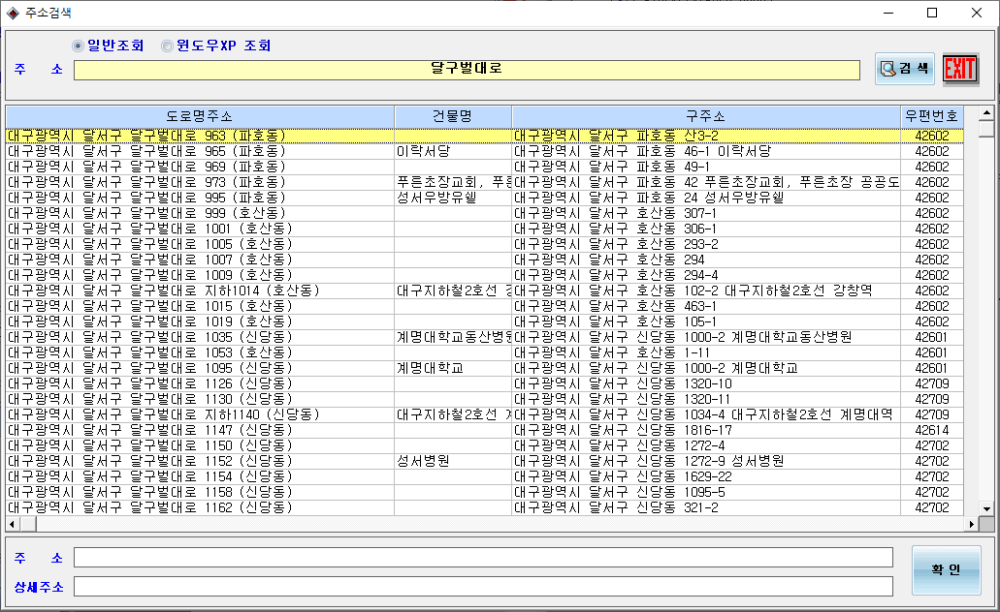 주소검색
일반조회 윈도우XP 조회
주 소 달구벌대로 검 색 EXIT
도로명주소 건물명 구주소 우편번호
대구광역시 달서구 달구벌대로 963 (파호동) 대구광역시 달서구 파호동 산3-2 42602
대구광역시 달서구 달구벌대로 965 (파호동) 이락서당 대구광역시 달서구 파호동 46-1 이락서당 42602
대구광역시 달서구 달구벌대로 969 (파호동) 대구광역시 달서구 파호동 49-1 42602
대구광역시 달서구 달구벌대로 973 (파호동) 푸른초장교회, 푸른 대구광역시 달서구 파호동 42 푸른초장교회, 푸른초장 공공도 42602
대구광역시 달서구 달구벌대로 995 (파호동) 성서우방유쉘 대구광역시 달서구 파호동 24 성서우방유쉘 42602
대구광역시 달서구 달구벌대로 999 (호산동) 대구광역시 달서구 호산동 307-1 42602
대구광역시 달서구 달구벌대로 1001 (호산동) 대구광역시 달서구 호산동 306-1 42602
대구광역시 달서구 달구벌대로 1005 (호산동) 대구광역시 달서구 호산동 293-2 42602
대구광역시 달서구 달구벌대로 1007 (호산동) 대구광역시 달서구 호산동 294 42602
대구광역시 달서구 달구벌대로 1009 (호산동) 대구광역시 달서구 호산동 294-4 42602
대구광역시 달서구 달구벌대로 지하1014 (호산동) 대구지하철2호선 대구광역시 달서구 호산동 102-2 대구지하철2호선 강창역 42602
대구광역시 달서구 달구벌대로 1015 (호산동) 대구광역시 달서구 호산동 463-1 42602
대구광역시 달서구 달구벌대로 1019 (호산동) 대구광역시 달서구 호산동 105-1 42602
대구광역시 달서구 달구벌대로 1035 (신당동) 계명대학교동산병원 대구광역시 달서구 신당동 1000-2 계명대학교동산병원 42601
대구광역시 달서구 달구벌대로 1053 (호산동) 대구광역시 달서구 호산동 1-11 42601
대구광역시 달서구 달구벌대로 1095 (신당동) 계명대학교 대구광역시 달서구 신당동 1000-2 계명대학교 42601
대구광역시 달서구 달구벌대로 1126 (신당동) 대구광역시 달서구 신당동 1320-10 42709
대구광역시 달서구 달구벌대로 1130 (신당동) 대구광역시 달서구 신당동 1320-11 42709
대구광역시 달서구 달구벌대로 지하1140 (신당동) 대구지하철2호선 대구광역시 달서구 신당동 1034-4 대구지하철2호선 계명대역 42709
대구광역시 달서구 달구벌대로 1147 (신당동) 대구광역시 달서구 신당동 1816-17 42614
대구광역시 달서구 달구벌대로 1150 (신당동) 대구광역시 달서구 신당동 1272-4 42702
대구광역시 달서구 달구벌대로 1152 (신당동) 성서병원 대구광역시 달서구 신당동 1272-9 성서병원 42702
대구광역시 달서구 달구벌대로 1154 (신당동) 대구광역시 달서구 신당동 1629-22 42702
대구광역시 달서구 달구벌대로 1158 (신당동) 대구광역시 달서구 신당동 1095-5 42702
대구광역시 달서구 달구벌대로 1162 (신당동) 대구광역시 달서구 신당동 321-2 42702
주 소
상세주소
확 인